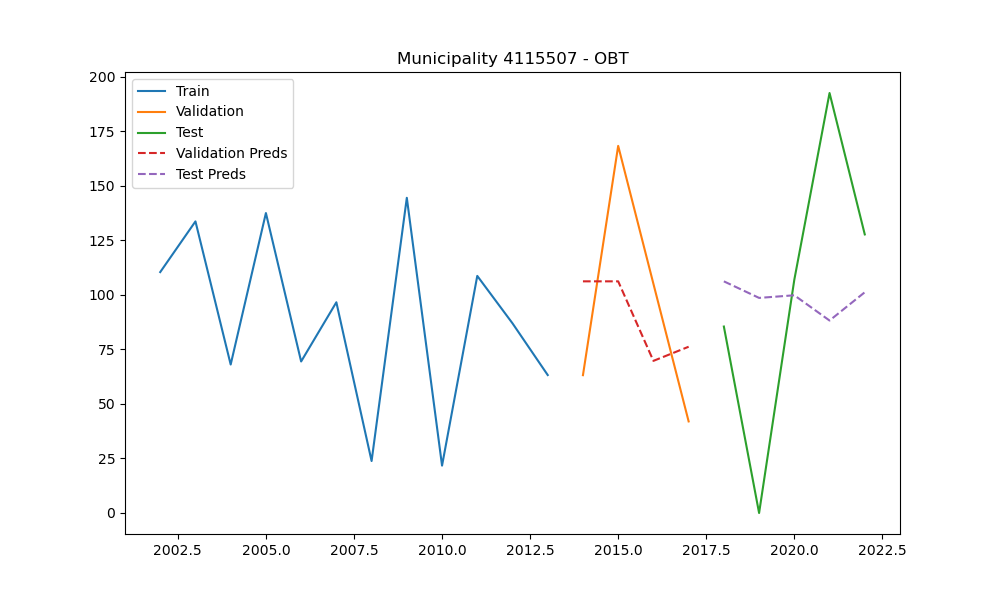 Municipality 4115507 - OBT
Train
Validation
Test
Validation Preds
Test Preds
200
175
150
125
100
75
50
25
0
2002.5 2005.0 2007.5 2010.0 2012.5 2015.0 2017.5 2020.0 2022.5